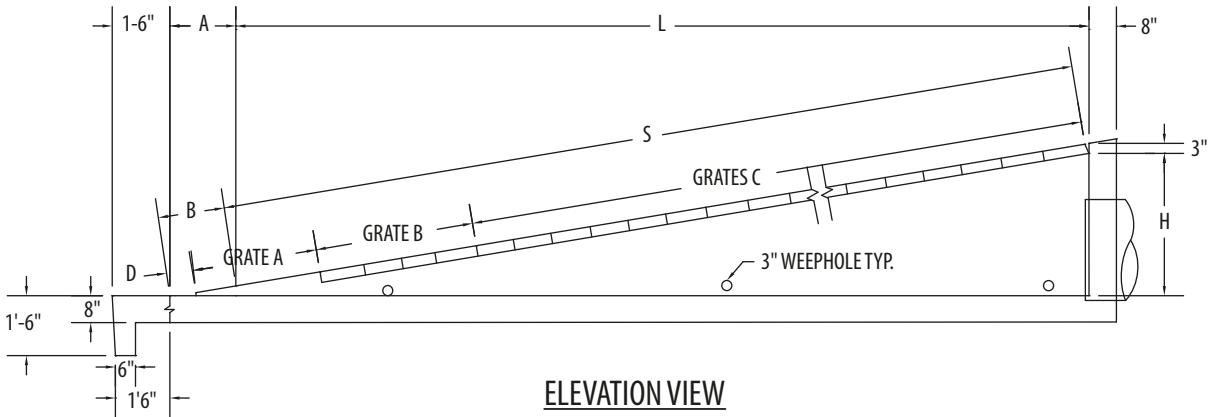 1-6"
A
L
8"
S
3"
GRATES C
B
GRATE B
H
GRATE A
D
3" WEEPHOLE TYP.
8"
1'-6"
6"
1'6"
ELEVATION VIEW